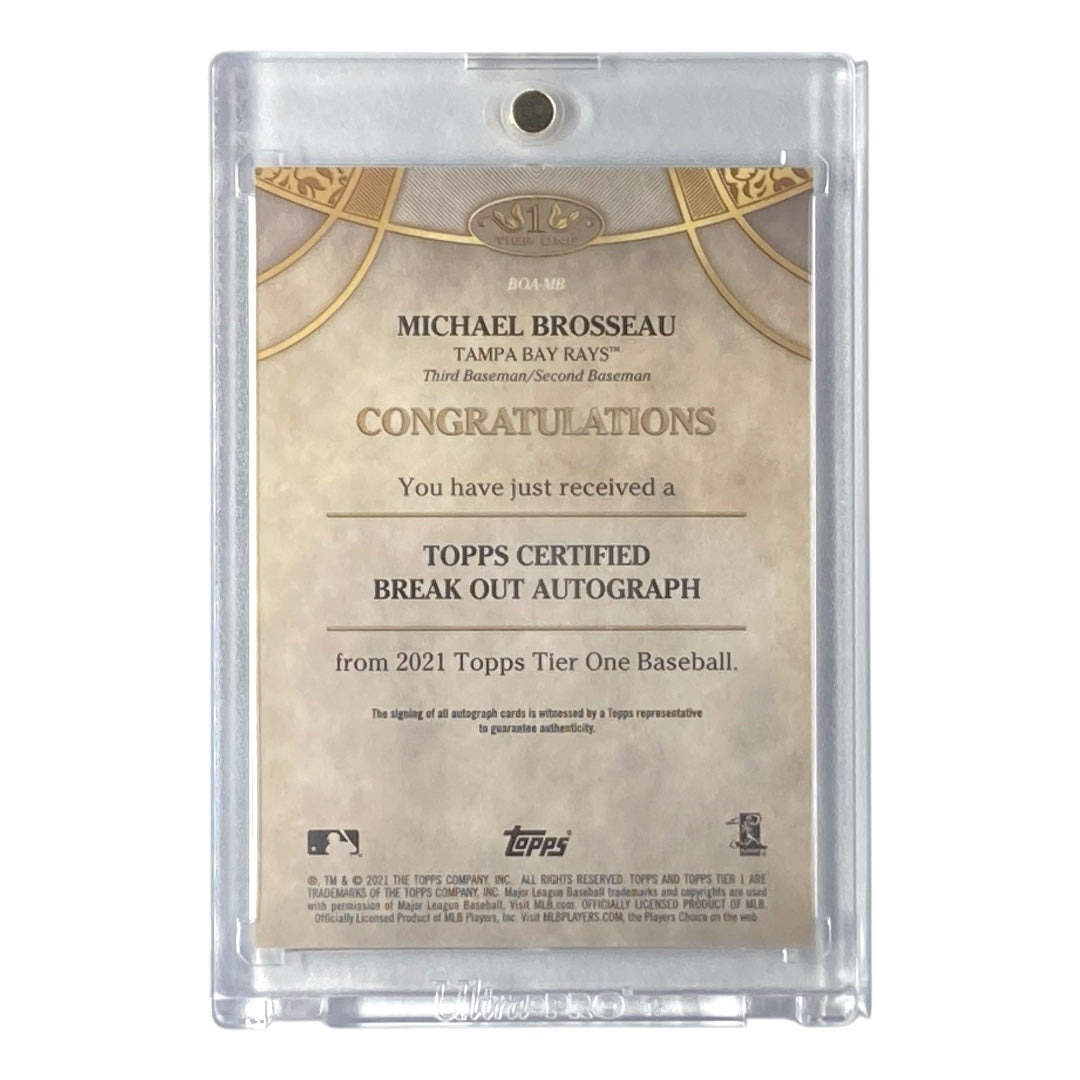 1
TIER ONE
BOA-MB
MICHAEL BROSSEAU
TAMPA BAY RAYS™
Third Baseman/Second Baseman
CONGRATULATIONS
You have just received a
TOPPS CERTIFIED
BREAK OUT AUTOGRAPH
from 2021 Topps Tier One Baseball.
The signing of all autograph cards is witnessed by a Topps representative
to guarantee authenticity.
topps®
®, TM & © 2021 THE TOPPS COMPANY, INC. ALL RIGHTS RESERVED. TOPPS AND TOPPS TIER 1 ARE
TRADEMARKS OF THE TOPPS COMPANY, INC. Major League Baseball trademarks and copyrights are used
with permission of Major League Baseball. Visit MLB.com. OFFICIALLY LICENSED PRODUCT OF MLB.
Officially Licensed Product of MLB Players, Inc. Visit MLBPLAYERS.COM, the Players Choice on the web.
Ultra PRO™